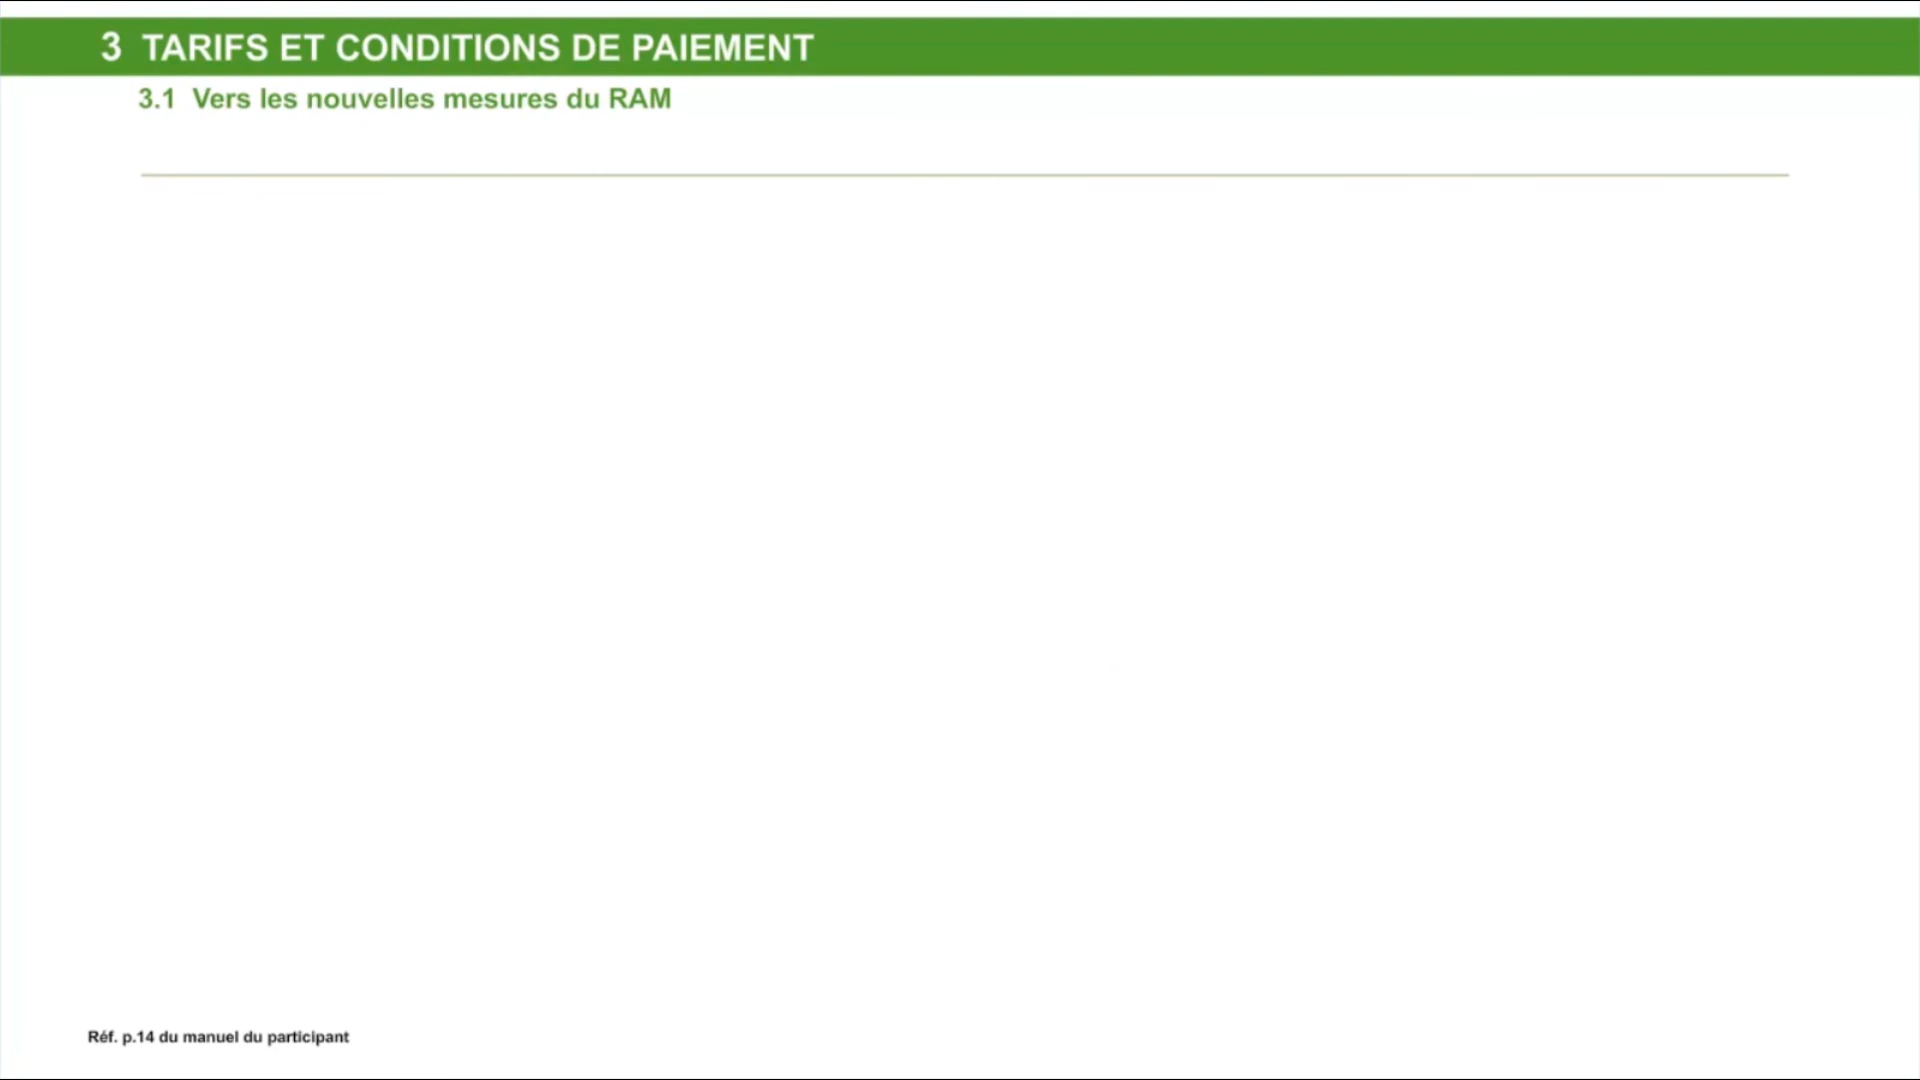 3 TARIFS ET CONDITIONS DE PAIEMENT
3.1 Vers les nouvelles mesures du RAM
Réf. p.14 du manuel du participant